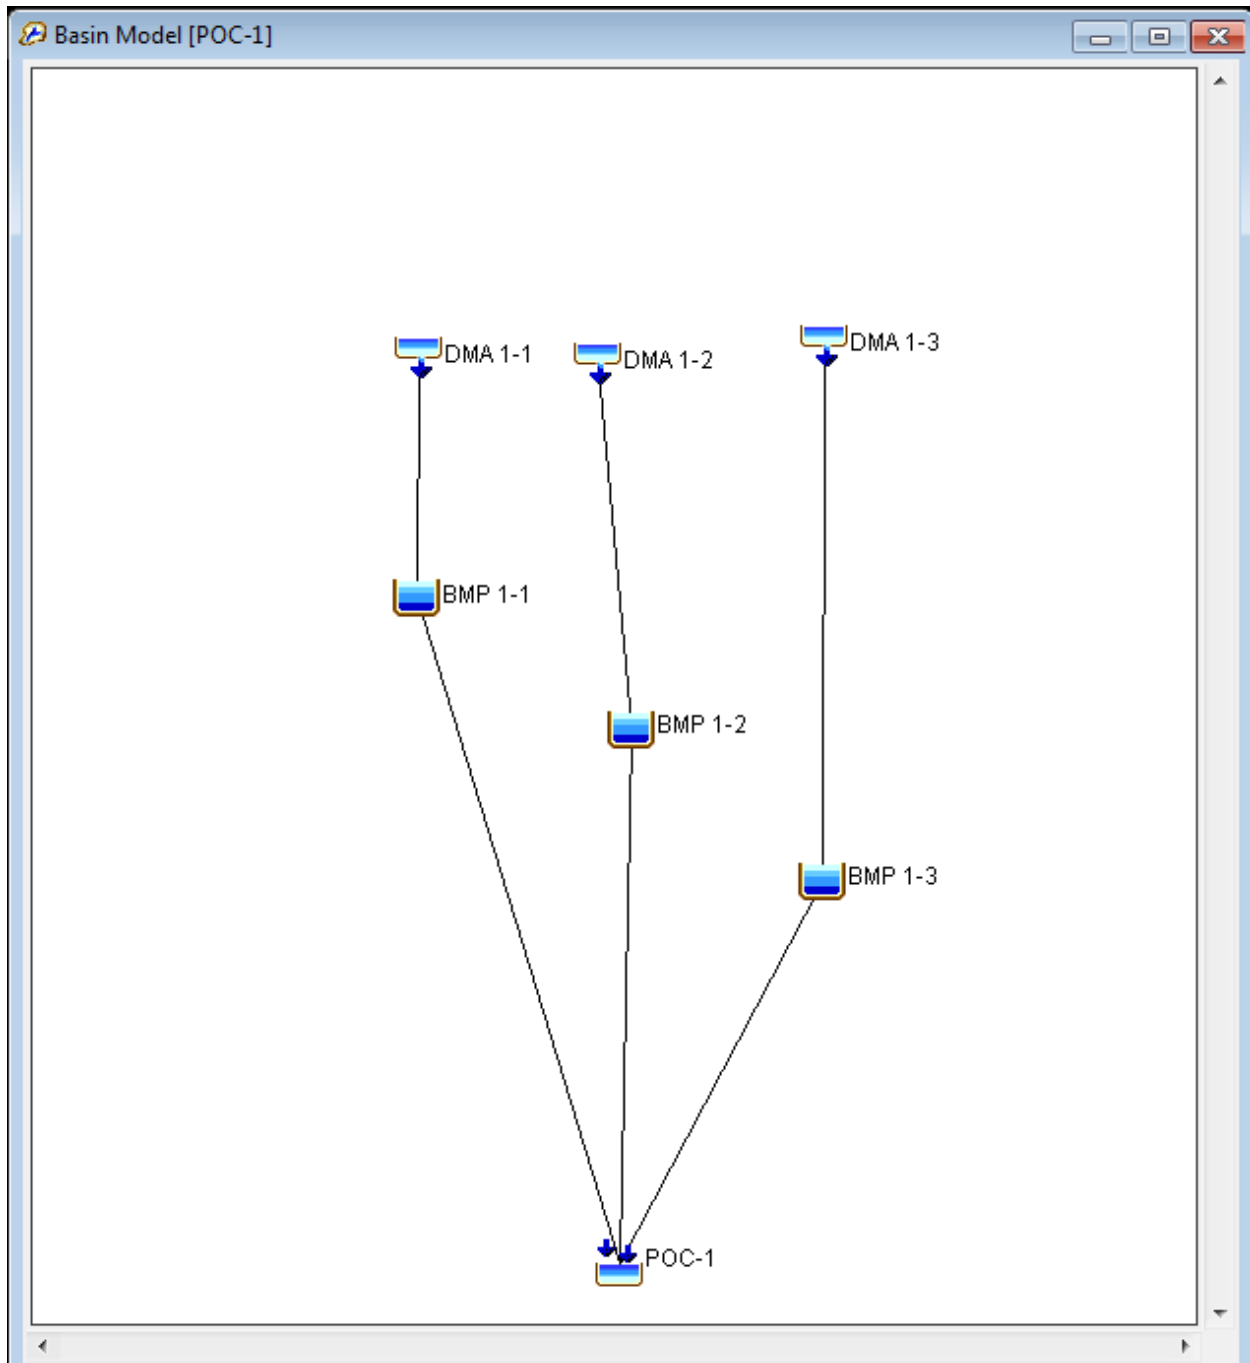 Basin Model [POC-1]
DMA 1-1
DMA 1-2
DMA 1-3
BMP 1-1
BMP 1-2
BMP 1-3
POC-1